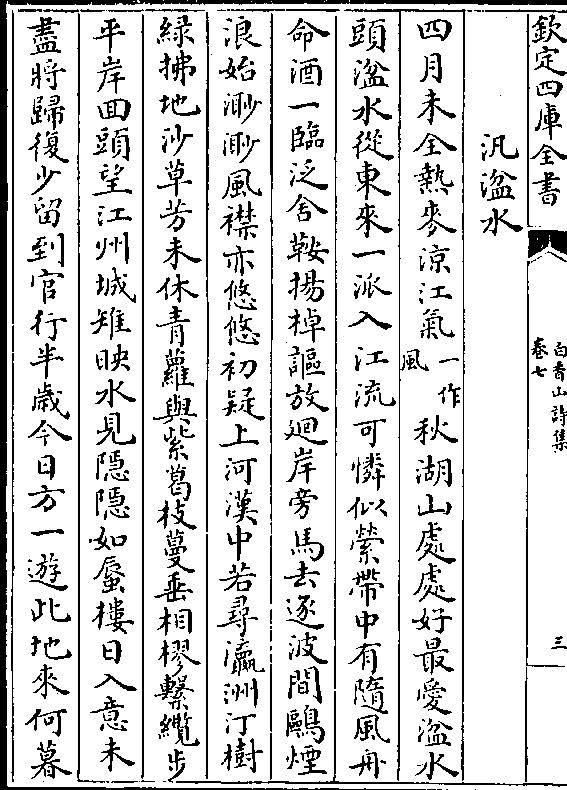 欽定四庫全書
白香山詩集
卷七
三
汎湓水
四月未全熱麥涼江氣一作風秋湖山處處好最愛湓水
頭湓水從東來一派入江流可憐似縈帶中有隨風舟
命酒一臨泛舍鞍揚棹謳放迴岸旁馬去逐波間鷗煙
浪始渺渺風襟亦悠悠初疑上河漢中若尋瀛洲汀樹
緑拂地沙草芳未休青蘿與紫葛枝蔓垂相樛繫纜步
平岸回頭望江州城雉映水見隱隱如蜃樓日入意未
盡將歸復少留到官行半歲今日方一遊此地來何暮